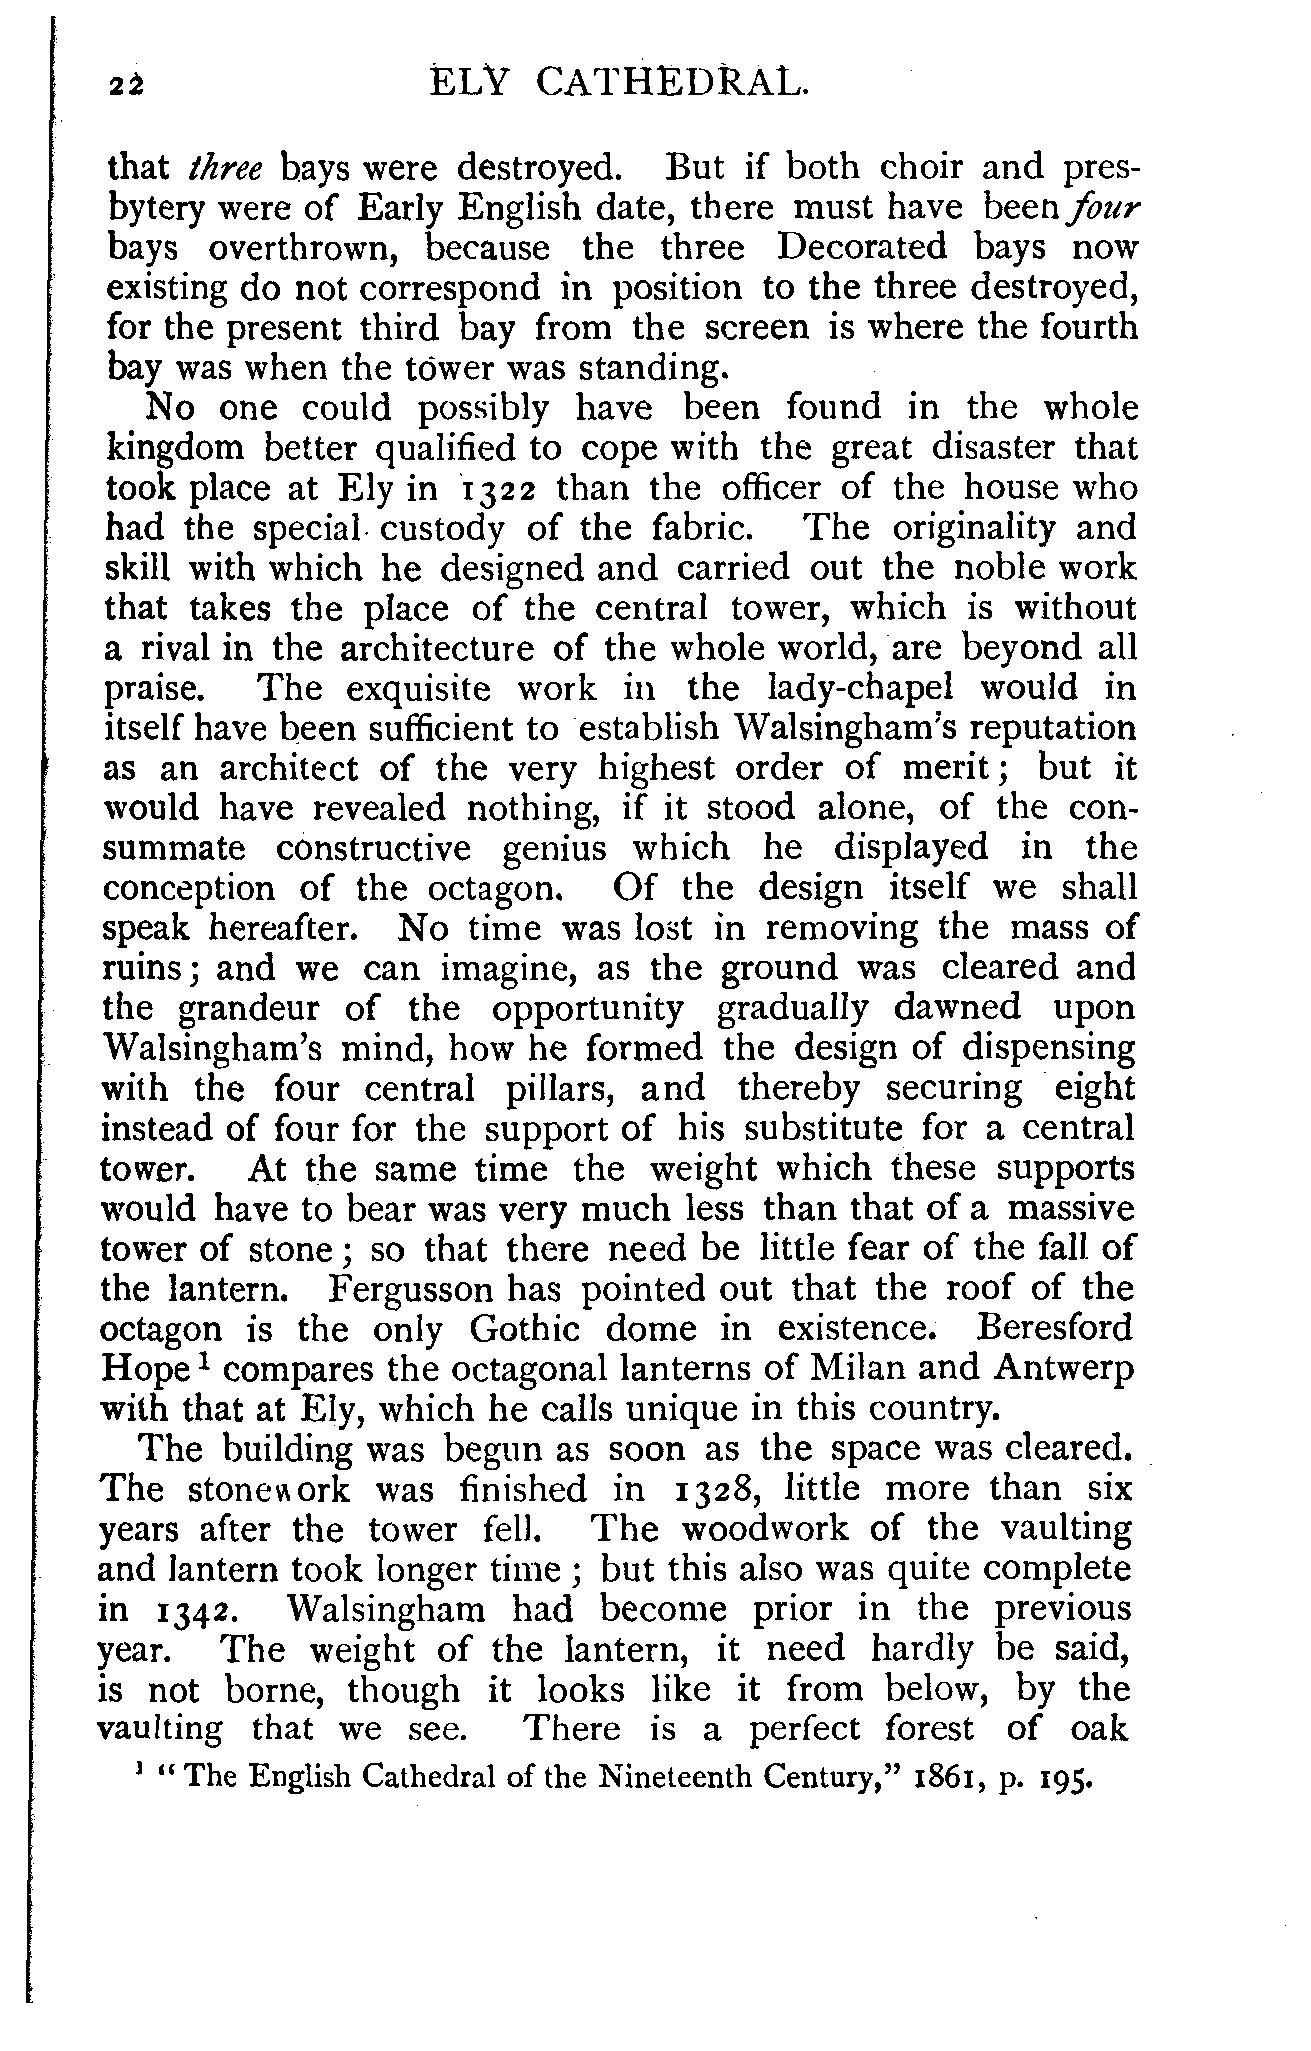 22 ELY CATHEDRAL.
that three bays were destroyed. But if both choir and pres-
bytery were of Early English date, there must have been four
bays overthrown, because the three Decorated bays now
existing do not correspond in position to the three destroyed,
for the present third bay from the screen is where the fourth
bay was when the tower was standing.
No one could possibly have been found in the whole
kingdom better qualified to cope with the great disaster that
took place at Ely in 1322 than the officer of the house who
had the special custody of the fabric. The originality and
skill with which he designed and carried out the noble work
that takes the place of the central tower, which is without
a rival in the architecture of the whole world, are beyond all
praise. The exquisite work in the lady-chapel would in
itself have been sufficient to establish Walsingham's reputation
as an architect of the very highest order of merit; but it
would have revealed nothing, if it stood alone, of the con-
summate constructive genius which he displayed in the
conception of the octagon. Of the design itself we shall
speak hereafter. No time was lost in removing the mass of
ruins; and we can imagine, as the ground was cleared and
the grandeur of the opportunity gradually dawned upon
Walsingham's mind, how he formed the design of dispensing
with the four central pillars, and thereby securing eight
instead of four for the support of his substitute for a central
tower. At the same time the weight which these supports
would have to bear was very much less than that of a massive
tower of stone; so that there need be little fear of the fall of
the lantern. Fergusson has pointed out that the roof of the
octagon is the only Gothic dome in existence. Beresford
Hope ¹ compares the octagonal lanterns of Milan and Antwerp
with that at Ely, which he calls unique in this country.
The building was begun as soon as the space was cleared.
The stonework was finished in 1328, little more than six
years after the tower fell. The woodwork of the vaulting
and lantern took longer time; but this also was quite complete
in 1342. Walsingham had become prior in the previous
year. The weight of the lantern, it need hardly be said,
is not borne, though it looks like it from below, by the
vaulting that we see. There is a perfect forest of oak
¹ "The English Cathedral of the Nineteenth Century," 1861, p. 195.